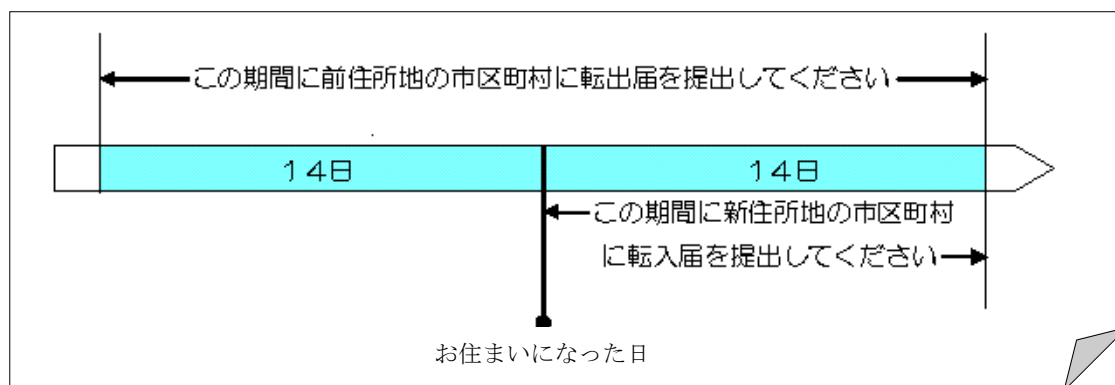 この期間に前住所地の市区町村に転出届を提出してください
14日
14日
この期間に新住所地の市区町村
に転入届を提出してください
お住まいになった日